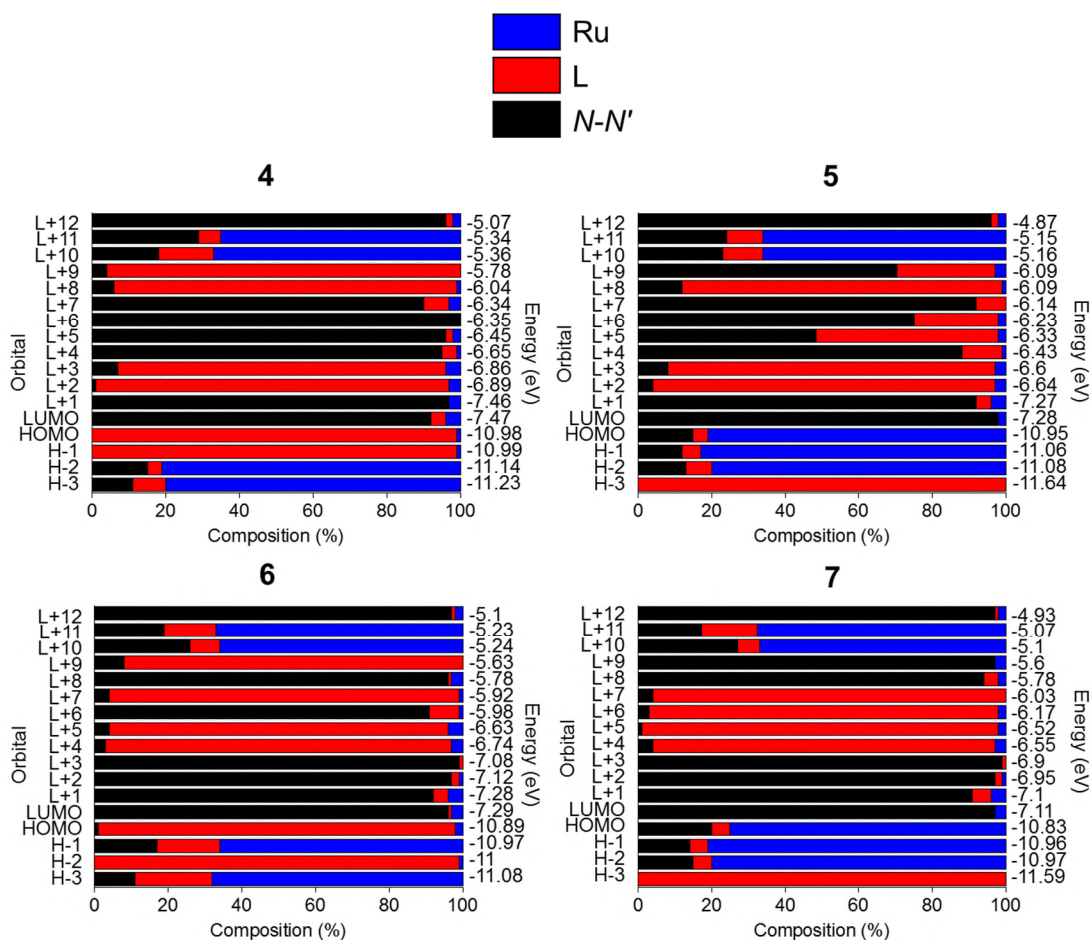 Ru
L
N-N'
4
L+12 -5.07
L+11 -5.34
L+10 -5.36
L+9 -5.78
L+8 -6.04
L+7 -6.34
L+6 -6.35
L+5 -6.45
L+4 -6.65
L+3 -6.86
L+2 -6.89
L+1 -7.46
LUMO -7.47
HOMO -10.98
H-1 -10.99
H-2 -11.14
H-3 -11.23
Orbital
Energy (eV)
0 20 40 60 80 100
Composition (%)
5
L+12 -4.87
L+11 -5.15
L+10 -5.16
L+9 -6.09
L+8 -6.09
L+7 -6.14
L+6 -6.23
L+5 -6.33
L+4 -6.43
L+3 -6.6
L+2 -6.64
L+1 -7.27
LUMO -7.28
HOMO -10.95
H-1 -11.06
H-2 -11.08
H-3 -11.64
Orbital
Energy (eV)
0 20 40 60 80 100
Composition (%)
6
L+12 -5.1
L+11 -5.23
L+10 -5.24
L+9 -5.63
L+8 -5.78
L+7 -5.92
L+6 -5.98
L+5 -6.63
L+4 -6.74
L+3 -7.08
L+2 -7.12
L+1 -7.28
LUMO -7.29
HOMO -10.89
H-1 -10.97
H-2 -11
H-3 -11.08
Orbital
Energy (eV)
0 20 40 60 80 100
Composition (%)
7
L+12 -4.93
L+11 -5.07
L+10 -5.1
L+9 -5.6
L+8 -5.78
L+7 -6.03
L+6 -6.17
L+5 -6.52
L+4 -6.55
L+3 -6.9
L+2 -6.95
L+1 -7.1
LUMO -7.11
HOMO -10.83
H-1 -10.96
H-2 -10.97
H-3 -11.59
Orbital
Energy (eV)
0 20 40 60 80 100
Composition (%)